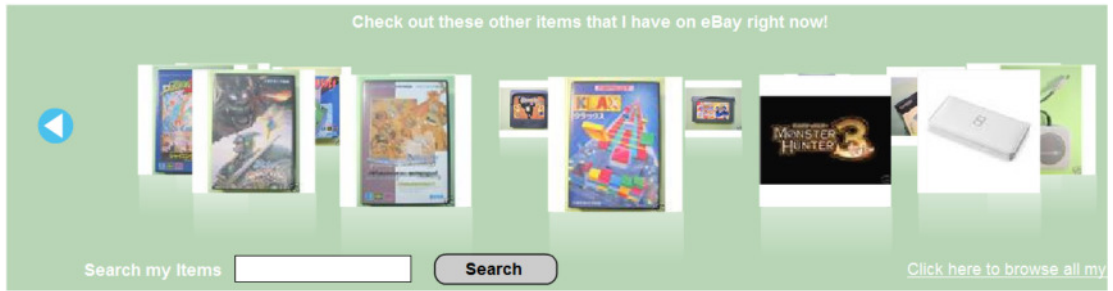 Check out these other items that I have on eBay right now!
KLAX
クラックス
MONSTER
HUNTER 3
Search my Items
Search
Click here to browse all my